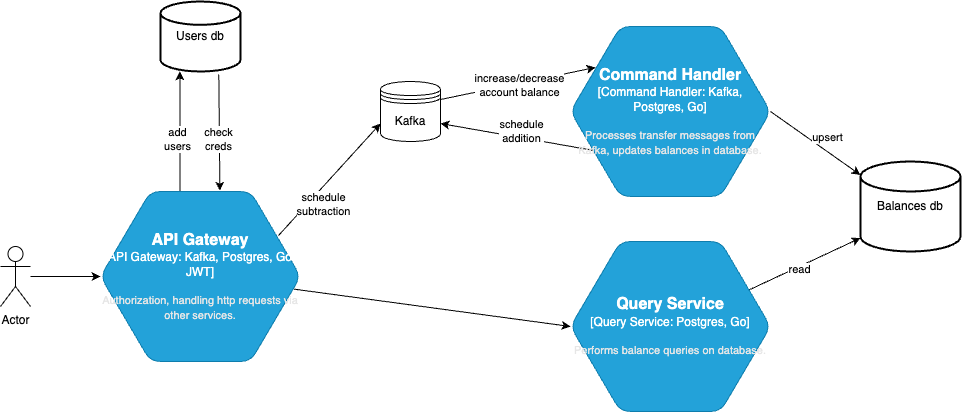 Users db
add
users
check
creds
Kafka
increase/decrease
account balance
schedule
addition
Command Handler
[Command Handler: Kafka,
Postgres, Go]
Processes transfer messages from
Kafka, updates balances in database.
upsert
Balances db
schedule
subtraction
API Gateway
[API Gateway: Kafka, Postgres, Go,
JWT]
Authorization, handling http requests via
other services.
Actor
read
Query Service
[Query Service: Postgres, Go]
Performs balance queries on database.